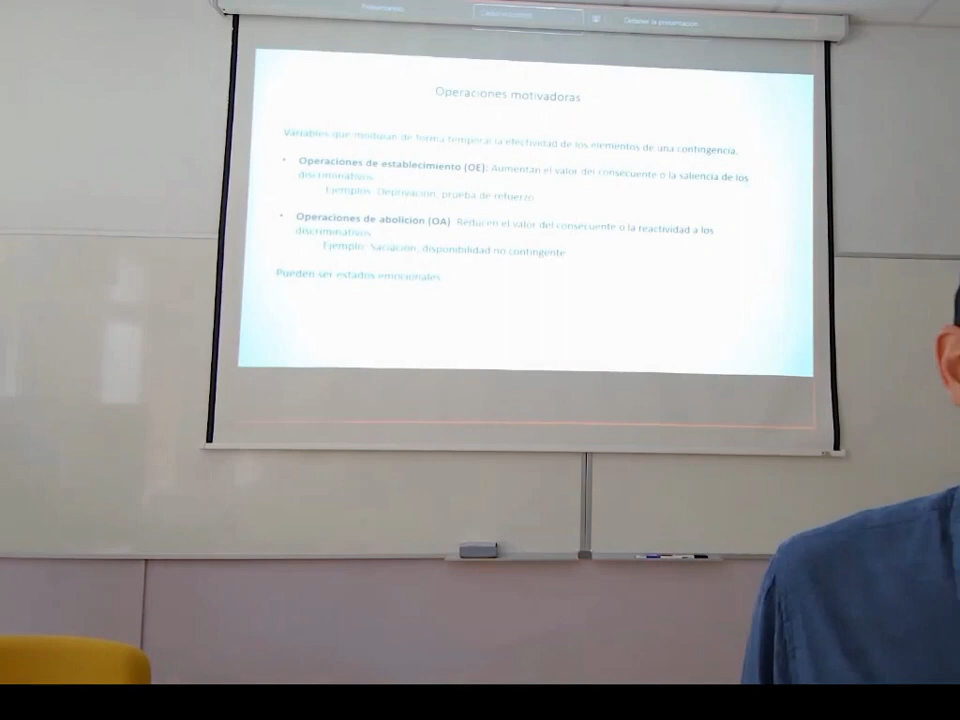 Detener la presentación
Operaciones motivadoras
Variables que modulan de forma temporal la efectividad de los elementos de una contingencia.
• Operaciones de establecimiento (OE): Aumentan el valor del consecuente o la saliencia de los
discriminativos
Ejemplos: Deprivación, prueba de refuerzo
• Operaciones de abolición (OA) Reducen el valor del consecuente o la reactividad a los
discriminativos
Ejemplo: Saciación, disponibilidad no contingente
Pueden ser estados emocionales